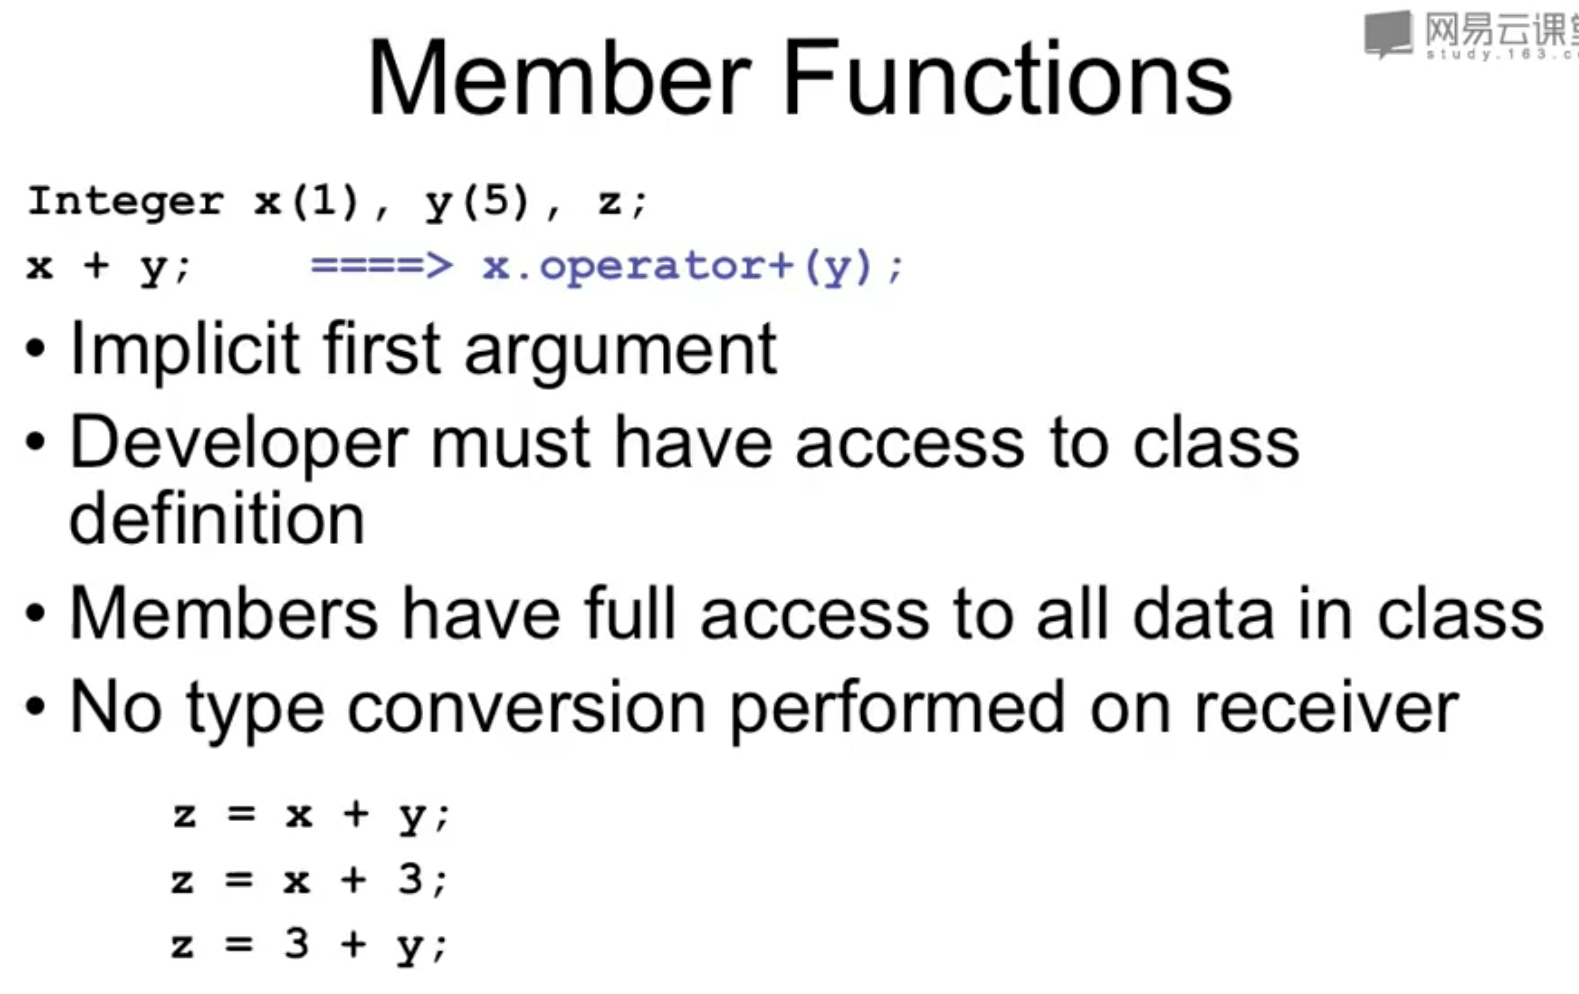 网易云课堂
study.163.c
Member Functions
Integer x(1), y(5), z;
x + y;    ====> x.operator+(y);
• Implicit first argument
• Developer must have access to class
definition
• Members have full access to all data in class
• No type conversion performed on receiver
z = x + y;
z = x + 3;
z = 3 + y;